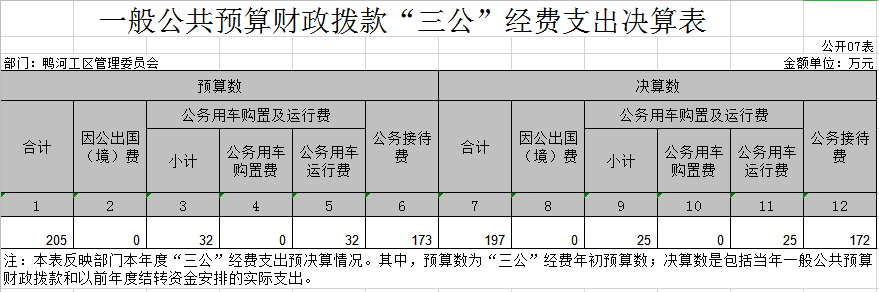 一般公共预算财政拨款“三公”经费支出决算表
公开07表
部门：鸭河工区管理委员会 金额单位：万元
预算数 决算数
合计 因公出国（境）费 公务用车购置及运行费 公务接待费 合计 因公出国（境）费 公务用车购置及运行费 公务接待费
小计 公务用车购置费 公务用车运行费 小计 公务用车购置费 公务用车运行费
1 2 3 4 5 6 7 8 9 10 11 12
205 0 32 0 32 173 197 0 25 0 25 172
注：本表反映部门本年度“三公”经费支出预决算情况。其中，预算数为“三公”经费年初预算数；决算数是包括当年一般公共预算
财政拨款和以前年度结转资金安排的实际支出。